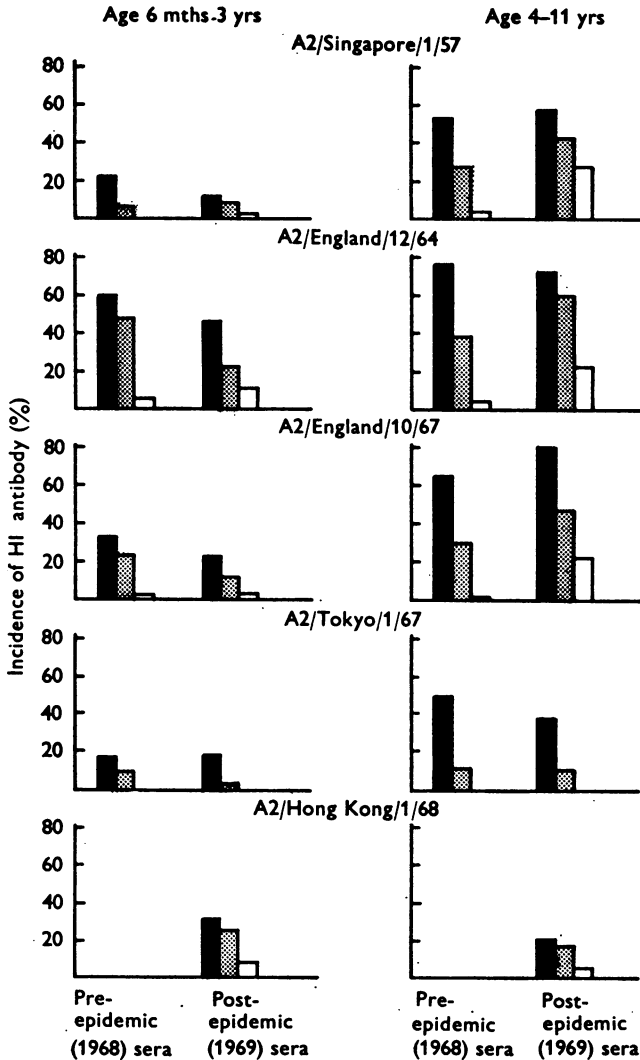 Age 6 mths-3 yrs
Age 4–11 yrs
A2/Singapore/1/57
80
60
40
20
A2/England/12/64
80
60
40
20
A2/England/10/67
80
60
40
20
A2/Tokyo/1/67
80
60
40
20
A2/Hong Kong/1/68
80
60
40
20
Incidence of HI antibody (%)
Pre-
epidemic
(1968) sera
Post-
epidemic
(1969) sera
Pre-
epidemic
(1968) sera
Post-
epidemic
(1969) sera